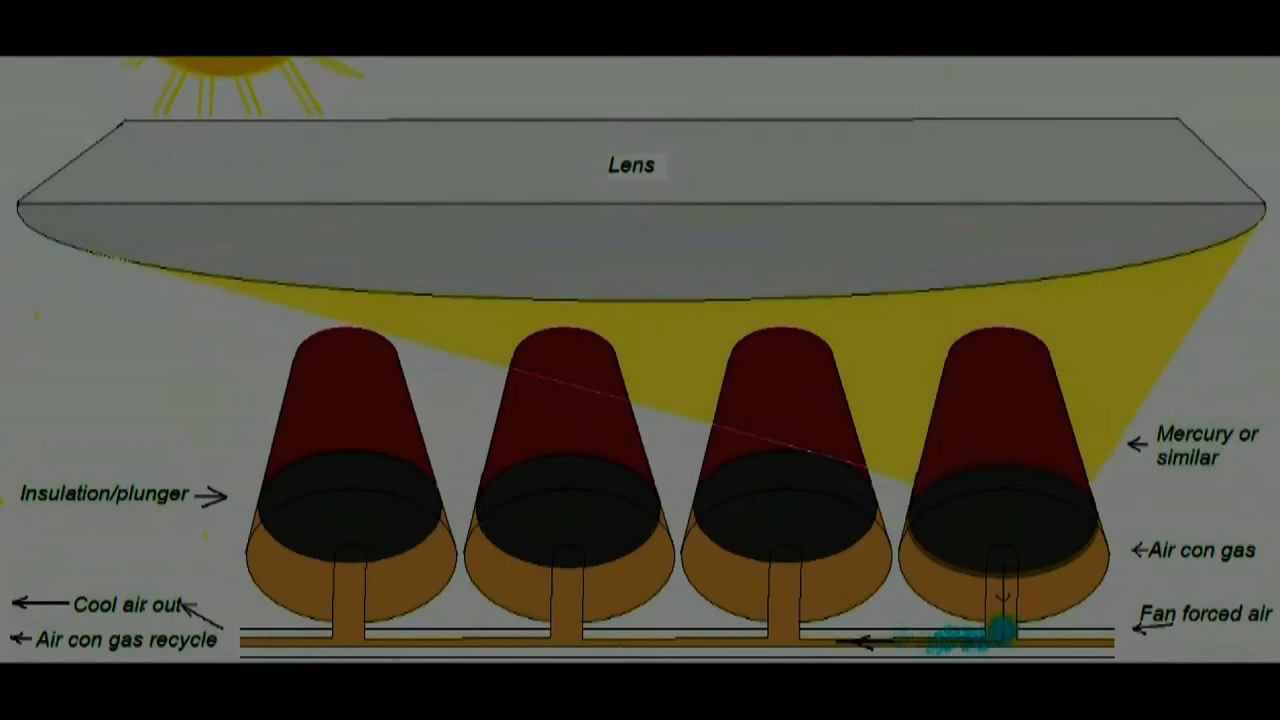 Lens
Mercury or
similar
Insulation/plunger
Air con gas
Cool air out
Fan forced air
Air con gas recycle